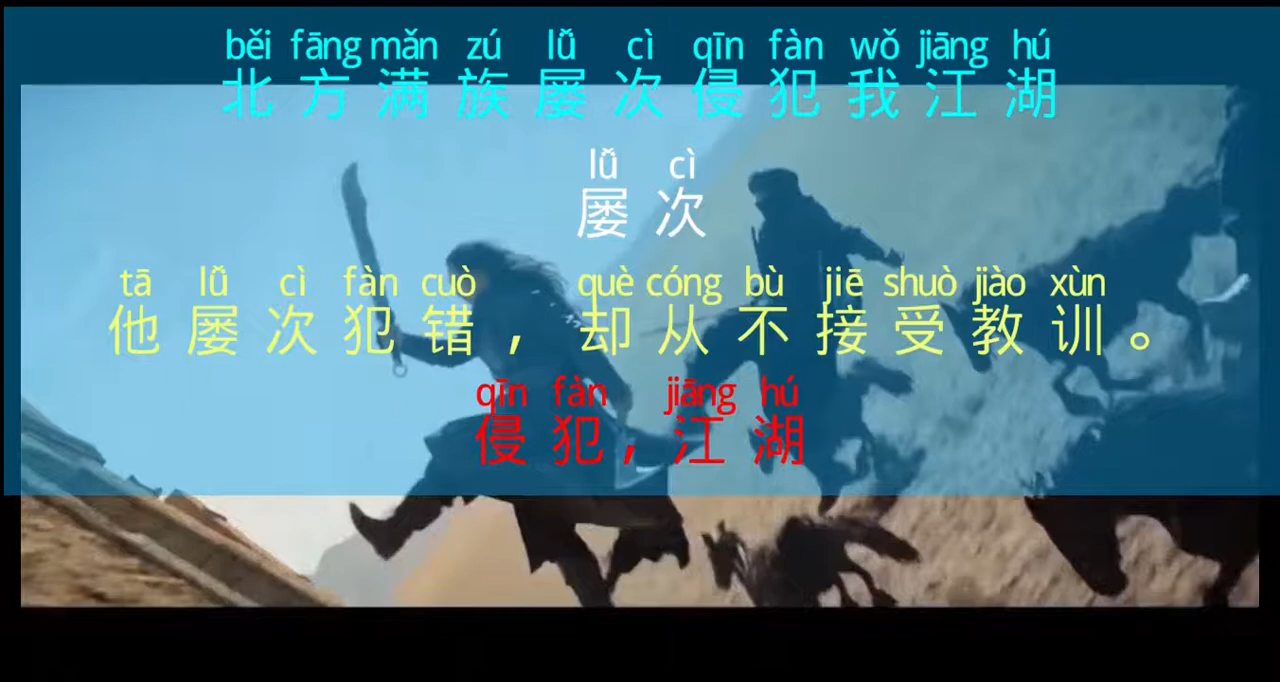 běi fāng mǎn zú lǚ cì qīn fàn wǒ jiāng hú
北方满族屡次侵犯我江湖
lǚ cì
屡次
tā lǚ cì fàn cuò què cóng bù jiē shuò jiào xùn
他屡次犯错，却从不接受教训。
qīn fàn jiāng hú
侵犯，江湖